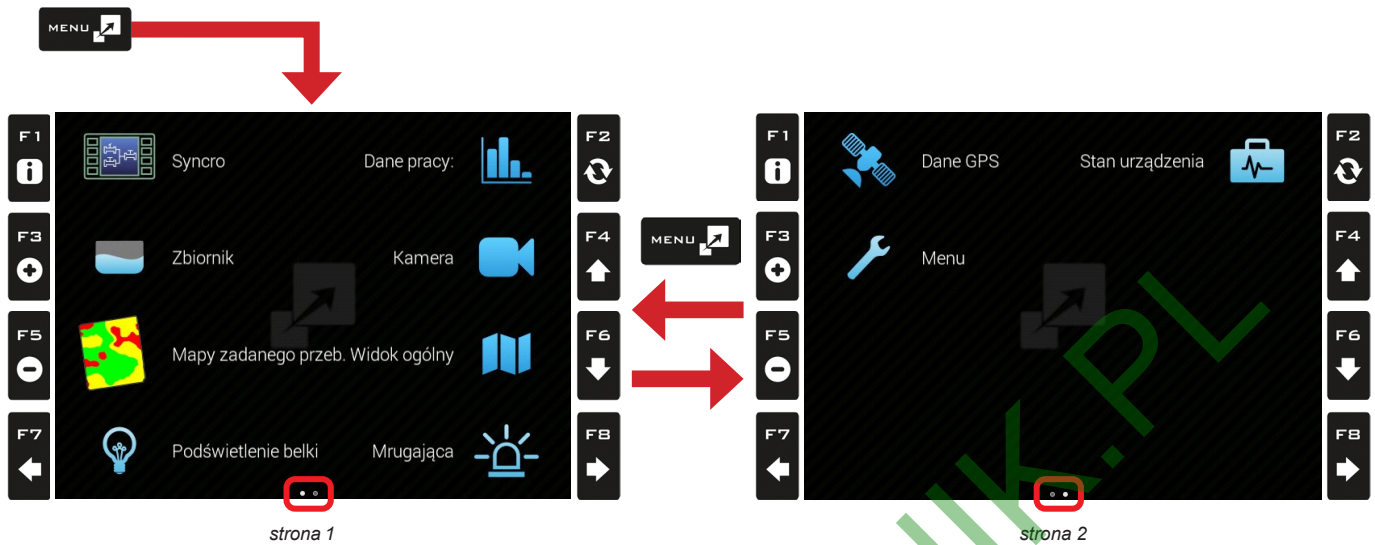 MENU
F1
Syncro
Dane pracy:
F2
F3
Zbiornik
Kamera
F4
F5
Mapy zadanego przeb.
Widok ogólny
F6
F7
Podświetlenie belki
Mrugająca
F8
strona 1
MENU
F1
Dane GPS
Stan urządzenia
F2
F3
Menu
F4
F5
F6
F7
F8
strona 2